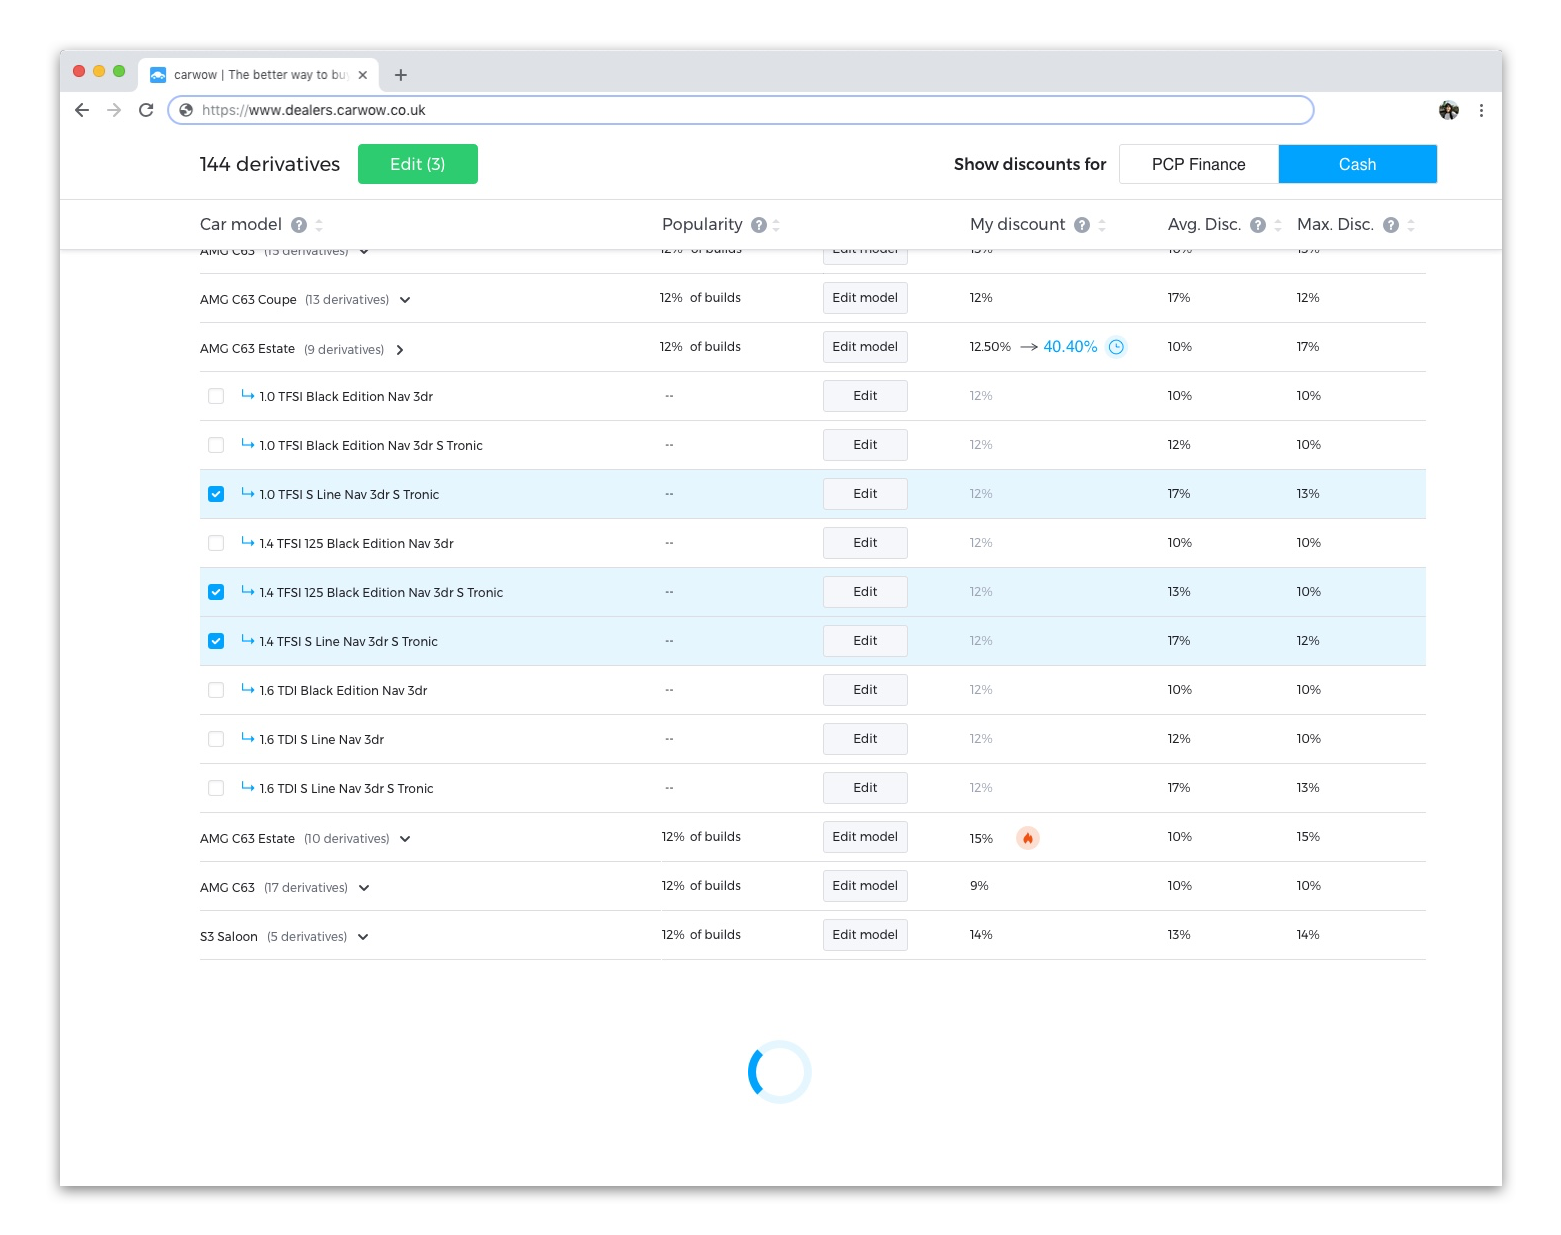 carwow | The better way to bu
https://www.dealers.carwow.co.uk
144 derivatives Edit (3) Show discounts for PCP Finance Cash
Car model ? Popularity ? My discount ? Avg. Disc. ? Max. Disc. ?
AMG C63 (15 derivatives) 12% of builds Edit model 15% 10% 15%
AMG C63 Coupe (13 derivatives) 12% of builds Edit model 12% 17% 12%
AMG C63 Estate (9 derivatives) 12% of builds Edit model 12.50% → 40.40% 10% 17%
1.0 TFSI Black Edition Nav 3dr -- Edit 12% 10% 10%
1.0 TFSI Black Edition Nav 3dr S Tronic -- Edit 12% 12% 10%
1.0 TFSI S Line Nav 3dr S Tronic -- Edit 12% 17% 13%
1.4 TFSI 125 Black Edition Nav 3dr -- Edit 12% 10% 10%
1.4 TFSI 125 Black Edition Nav 3dr S Tronic -- Edit 12% 13% 10%
1.4 TFSI S Line Nav 3dr S Tronic -- Edit 12% 17% 12%
1.6 TDI Black Edition Nav 3dr -- Edit 12% 10% 10%
1.6 TDI S Line Nav 3dr -- Edit 12% 12% 10%
1.6 TDI S Line Nav 3dr S Tronic -- Edit 12% 17% 13%
AMG C63 Estate (10 derivatives) 12% of builds Edit model 15% 10% 15%
AMG C63 (17 derivatives) 12% of builds Edit model 9% 10% 10%
S3 Saloon (5 derivatives) 12% of builds Edit model 14% 13% 14%